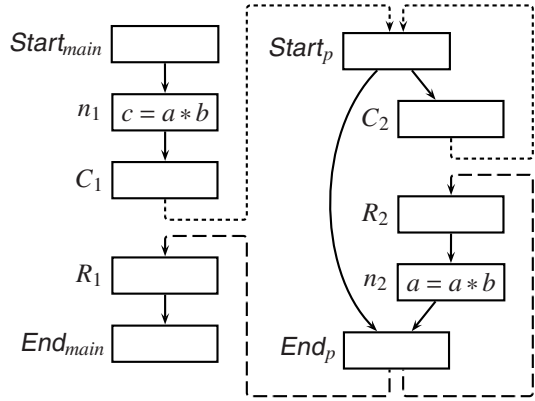 Start_main
n_1 c = a * b
C_1
R_1
End_main
Start_p
C_2
R_2
n_2 a = a * b
End_p